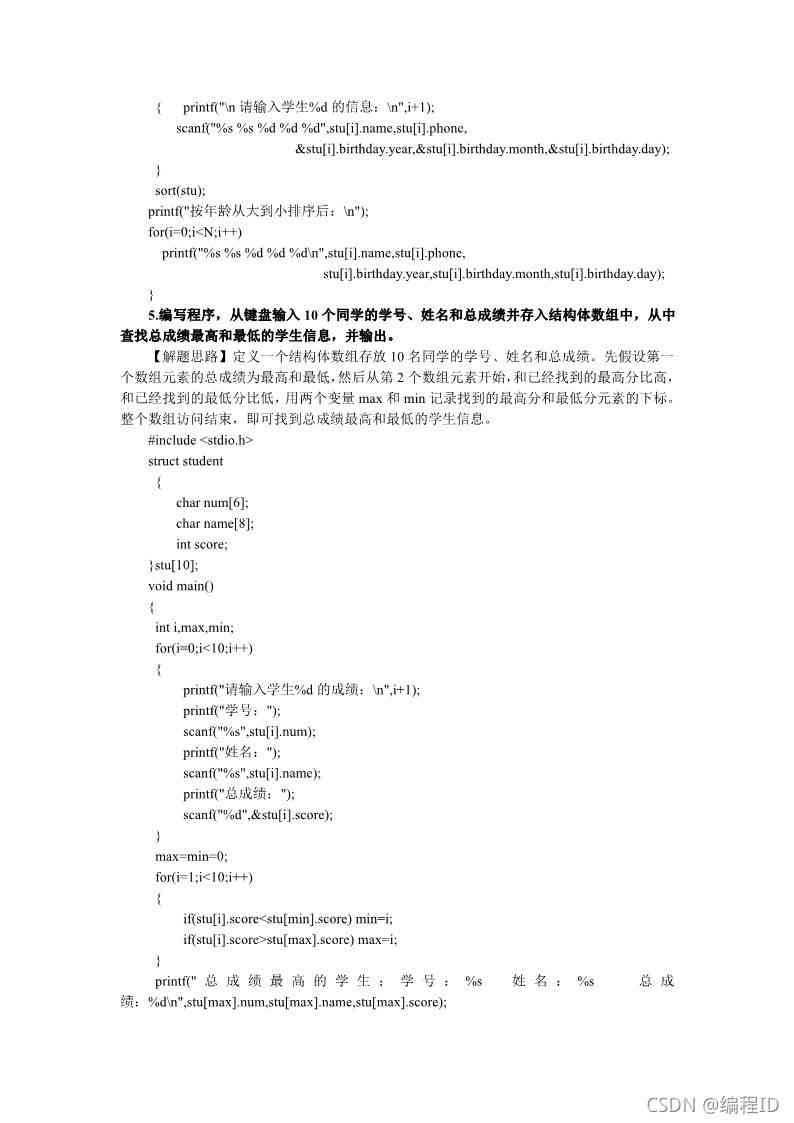 { printf("\n 请输入学生%d 的信息：\n",i+1);
scanf("%s %s %d %d %d",stu[i].name,stu[i].phone,
&stu[i].birthday.year,&stu[i].birthday.month,&stu[i].birthday.day);
}
sort(stu);
printf("按年龄从大到小排序后：\n");
for(i=0;i<N;i++)
printf("%s %s %d %d %d\n",stu[i].name,stu[i].phone,
stu[i].birthday.year,stu[i].birthday.month,stu[i].birthday.day);
}
5.编写程序，从键盘输入 10 个同学的学号、姓名和总成绩并存入结构体数组中，从中
查找总成绩最高和最低的学生信息，并输出。
【解题思路】定义一个结构体数组存放 10 名同学的学号、姓名和总成绩。先假设第一
个数组元素的总成绩为最高和最低，然后从第 2 个数组元素开始，和已经找到的最高分比高，
和已经找到的最低分比低，用两个变量 max 和 min 记录找到的最高分和最低分元素的下标。
整个数组访问结束，即可找到总成绩最高和最低的学生信息。
#include <stdio.h>
struct student
{
char num[6];
char name[8];
int score;
}stu[10];
void main()
{
int i,max,min;
for(i=0;i<10;i++)
{
printf("请输入学生%d 的成绩：\n",i+1);
printf("学号：");
scanf("%s",stu[i].num);
printf("姓名：");
scanf("%s",stu[i].name);
printf("总成绩：");
scanf("%d",&stu[i].score);
}
max=min=0;
for(i=1;i<10;i++)
{
if(stu[i].score<stu[min].score) min=i;
if(stu[i].score>stu[max].score) max=i;
}
printf(" 总成绩最高的学生；学号：%s 姓名：%s 总成
绩：%d\n",stu[max].num,stu[max].name,stu[max].score);
CSDN @编程ID